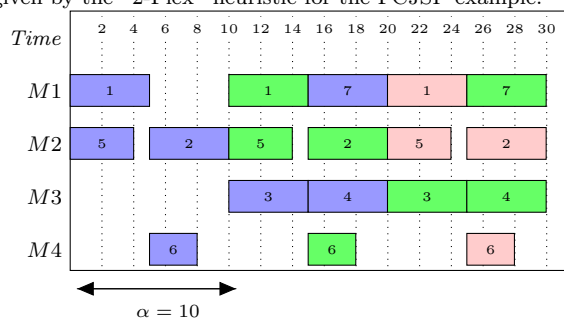 given by the "2-Flex" heuristic for the FCJSP example.
Time 2 4 6 8 10 12 14 16 18 20 22 24 26 28 30
M1 1 1 7 1 7
M2 5 2 5 2 5 2
M3 3 4 3 4
M4 6 6 6
α = 10